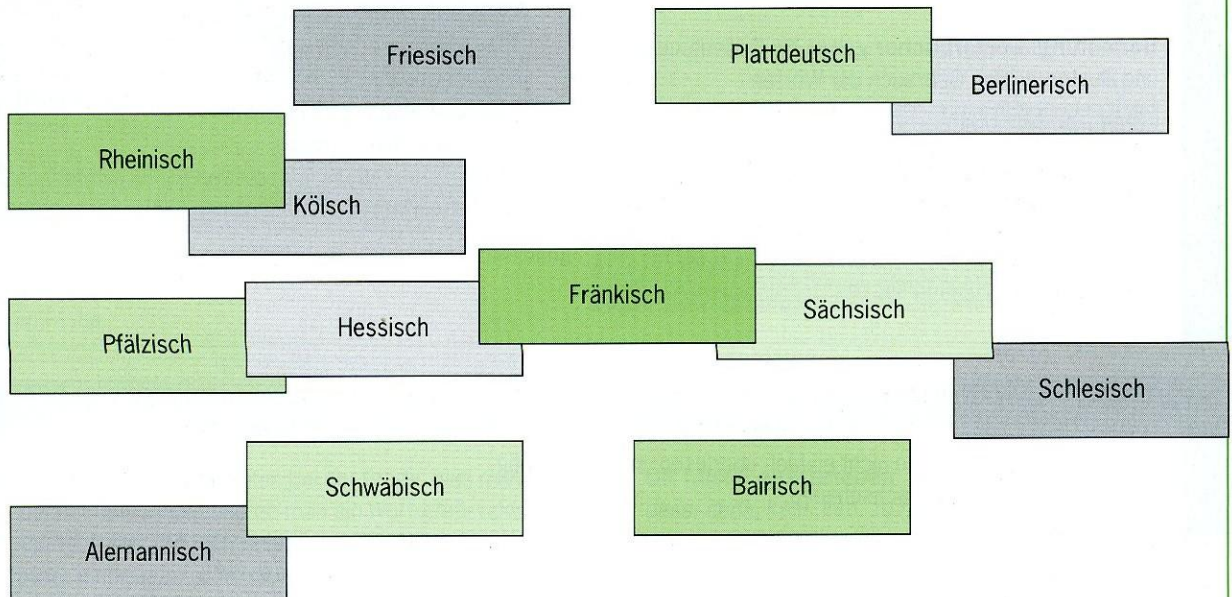 Friesisch
Plattdeutsch
Berlinerisch
Rheinisch
Kölsch
Fränkisch
Sächsisch
Hessisch
Pfälzisch
Schlesisch
Schwäbisch
Bairisch
Alemannisch